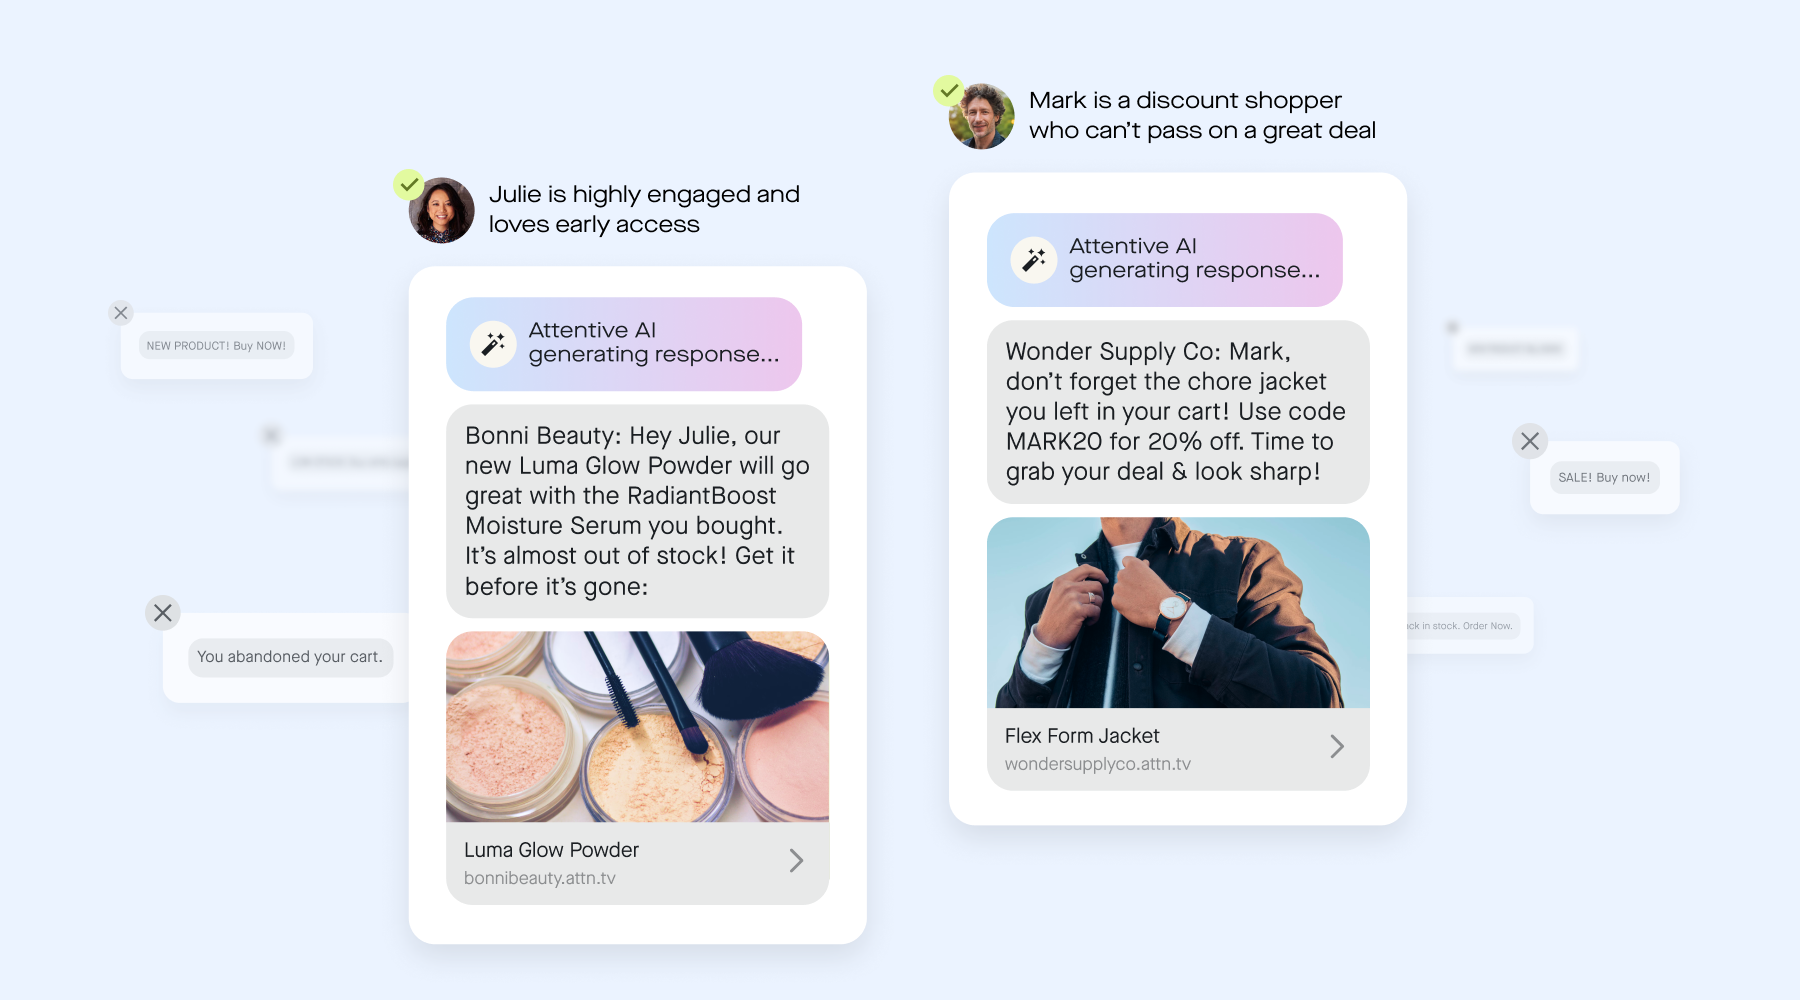 Mark is a discount shopper
who can't pass on a great deal
Julie is highly engaged and
loves early access
NEW PRODUCT! Buy NOW!
You abandoned your cart.
Attentive AI
generating response...
Bonni Beauty: Hey Julie, our
new Luma Glow Powder will go
great with the RadiantBoost
Moisture Serum you bought.
It's almost out of stock! Get it
before it's gone:
Luma Glow Powder
bonnibeauty.attn.tv
Attentive AI
generating response...
Wonder Supply Co: Mark,
don't forget the chore jacket
you left in your cart! Use code
MARK20 for 20% off. Time to
grab your deal & look sharp!
Flex Form Jacket
wondersupplyco.attn.tv
SALE! Buy now!
in stock. Order Now.